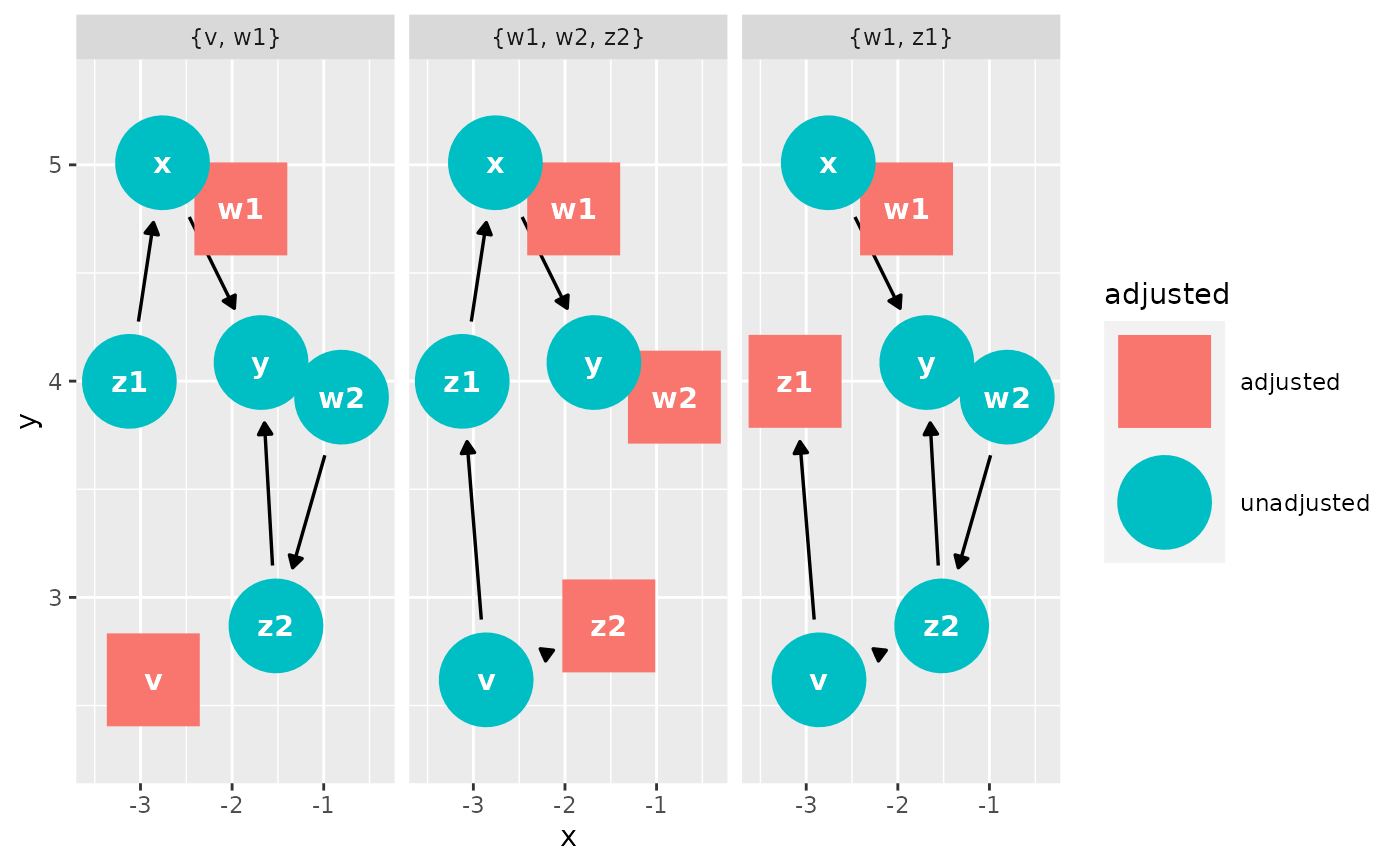 {v, w1} {w1, w2, z2} {w1, z1}
x x x
w1 w1 w1
5
y y y
z1 z1 z1
w2 w2 w2
4
z2 z2 z2
3
v v v
-3 -2 -1 -3 -2 -1 -3 -2 -1
x
y
adjusted
adjusted
unadjusted